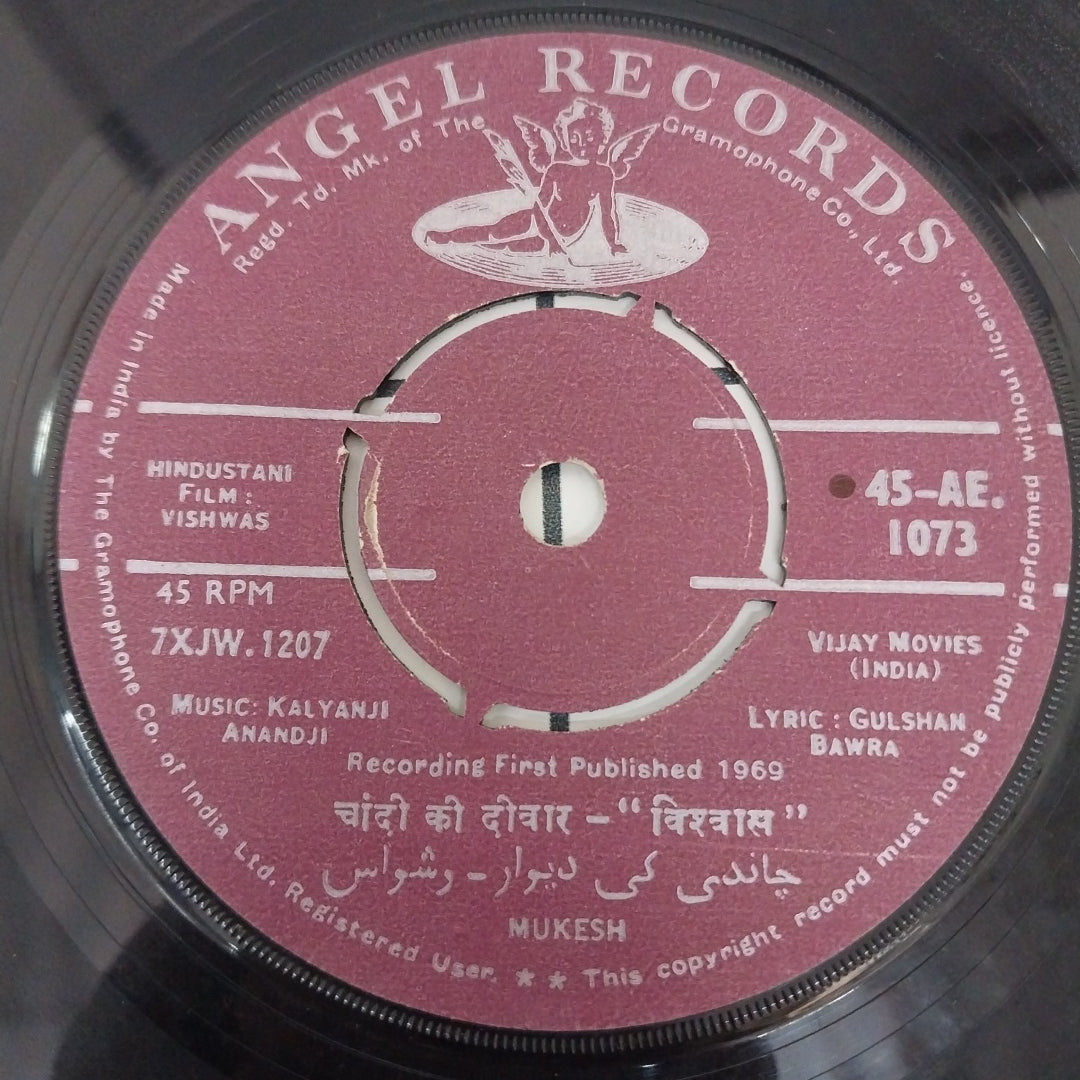 ANGEL RECORDS
Regd. Td. Mk. of The Gramophone Co., Ltd.
HINDUSTANI
FILM :
VISHWAS
45-AE.
1073
45 RPM
7XJW.1207
VIJAY MOVIES
(INDIA)
MUSIC: KALYANJI
ANANDJI
LYRIC : GULSHAN
BAWRA
Recording First Published 1969
चांदी की दीवार – “विश्वास”
چاندی کی دیوار - وشواس
MUKESH
Made in India by The Gramophone Co. of India Ltd. Registered User. ★ ★ This copyright record must not be publicly performed without licence.